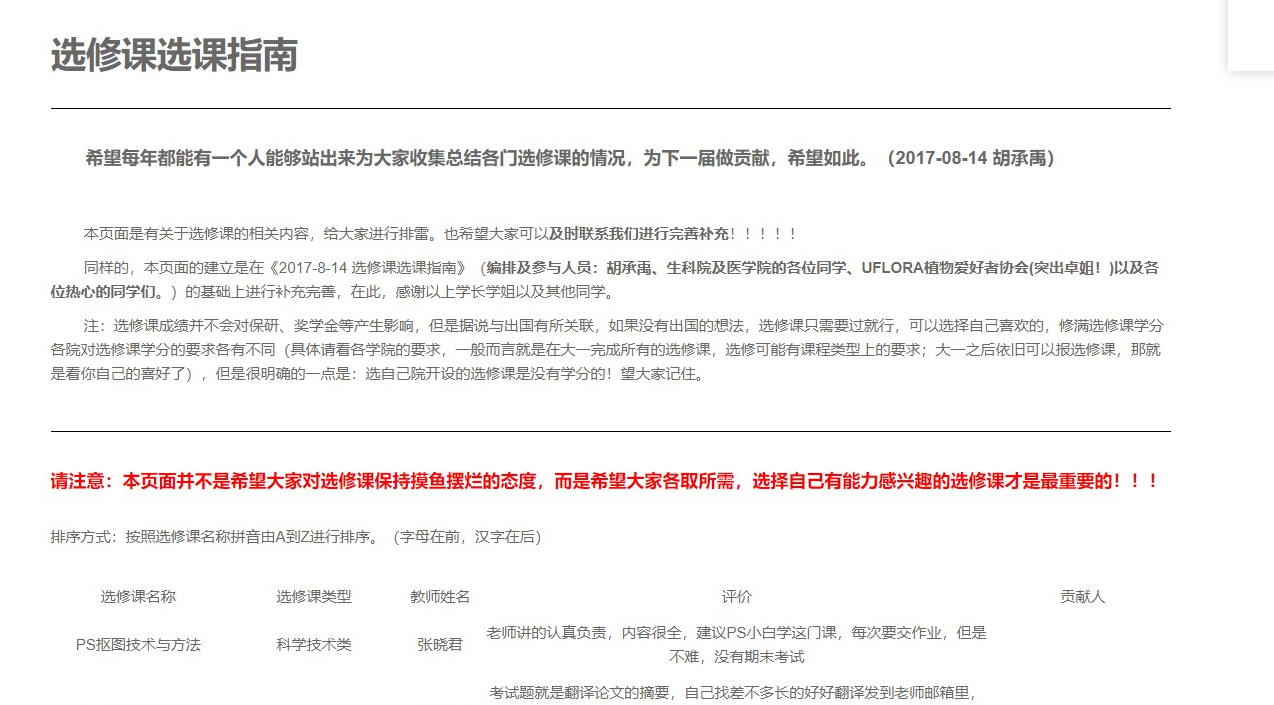 选修课选课指南
希望每年都能有一个人能够站出来为大家收集总结各门选修课的情况，为下一届做贡献，希望如此。（2017-08-14 胡承禹）
本页面是有关于选修课的相关内容，给大家进行排雷。也希望大家可以及时联系我们进行完善补充！！！！！
同样的，本页面的建立是在《2017-8-14 选修课选课指南》（编排及参与人员：胡承禹、生科院及医学院的各位同学、UFLORA植物爱好者协会(突出卓姐！)以及各
位热心的同学们。）的基础上进行补充完善，在此，感谢以上学长学姐以及其他同学。
注：选修课成绩并不会对保研、奖学金等产生影响，但是据说与出国有所关联，如果没有出国的想法，选修课只需要过就行，可以选择自己喜欢的，修满选修课学分
各院对选修课学分的要求各有不同（具体请看各学院的要求，一般而言就是在大一完成所有的选修课，选修可能有课程类型上的要求；大一之后依旧可以报选修课，那就
是看你自己的喜好了），但是很明确的一点是：选自己院开设的选修课是没有学分的！望大家记住。
请注意：本页面并不是希望大家对选修课保持摸鱼摆烂的态度，而是希望大家各取所需，选择自己有能力感兴趣的选修课才是最重要的！！！
排序方式：按照选修课名称拼音由A到Z进行排序。（字母在前，汉字在后）
选修课名称 选修课类型 教师姓名 评价 贡献人
PS抠图技术与方法 科学技术类 张晓君 老师讲的认真负责，内容很全，建议PS小白学这门课，每次要交作业，但是
不难，没有期末考试
考试题就是翻译论文的摘要，自己找差不多长的好好翻译发到老师邮箱里，